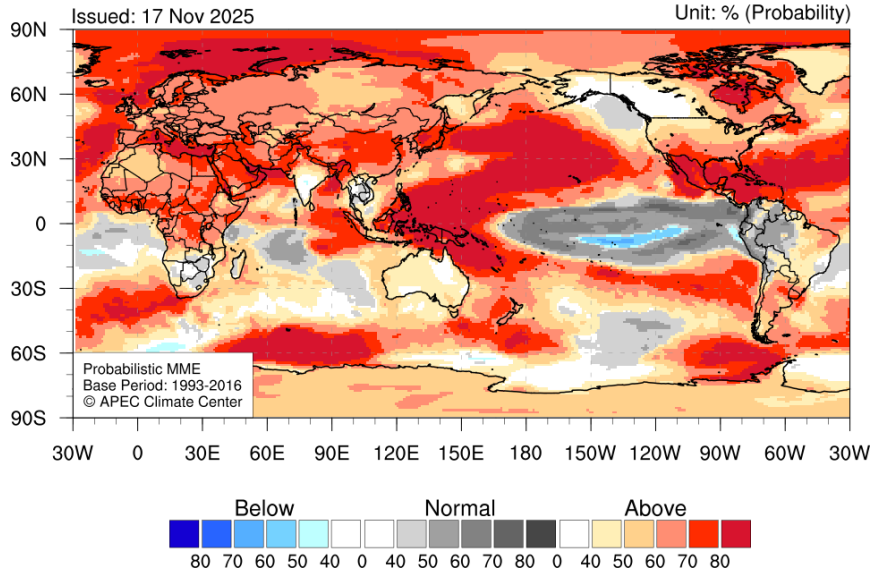 Issued: 17 Nov 2025
Unit: % (Probability)
90N
60N
30N
0
30S
60S
90S
Probabilistic MME
Base Period: 1993-2016
© APEC Climate Center
30W 0 30E 60E 90E 120E 150E 180 150W 120W 90W 60W 30W
Below Normal Above
80 70 60 50 40 0 40 50 60 70 80 0 40 50 60 70 80